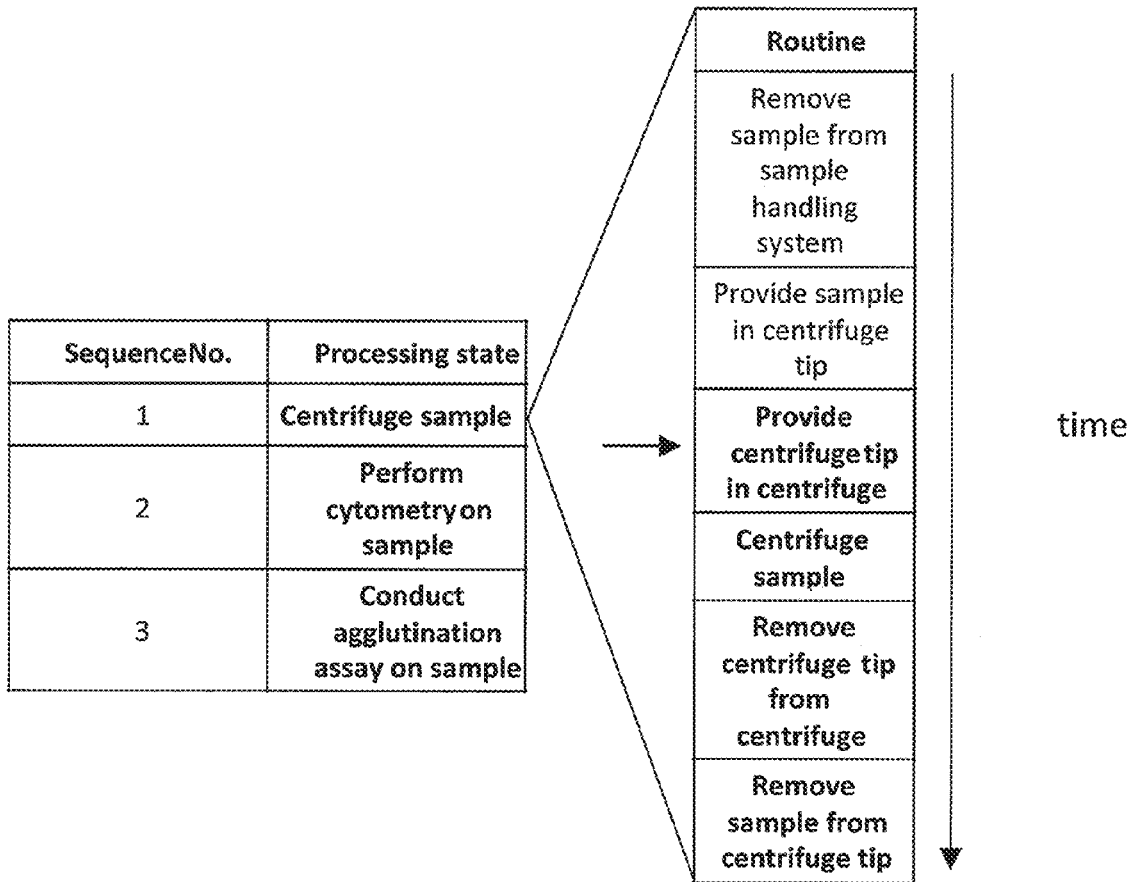 SequenceNo. Processing state
1 Centrifuge sample
2 Perform
cytometry on
sample
3 Conduct
agglutination
assay on sample
Routine
Remove
sample from
sample
handling
system
Provide sample
in centrifuge
tip
Provide
centrifuge tip
in centrifuge
Centrifuge
sample
Remove
centrifuge tip
from
centrifuge
Remove
sample from
centrifuge tip
time